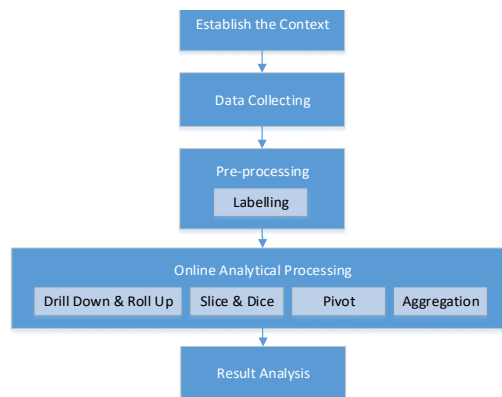 Establish the Context
Data Collecting
Pre-processing
Labelling
Online Analytical Processing
Drill Down & Roll Up Slice & Dice Pivot Aggregation
Result Analysis